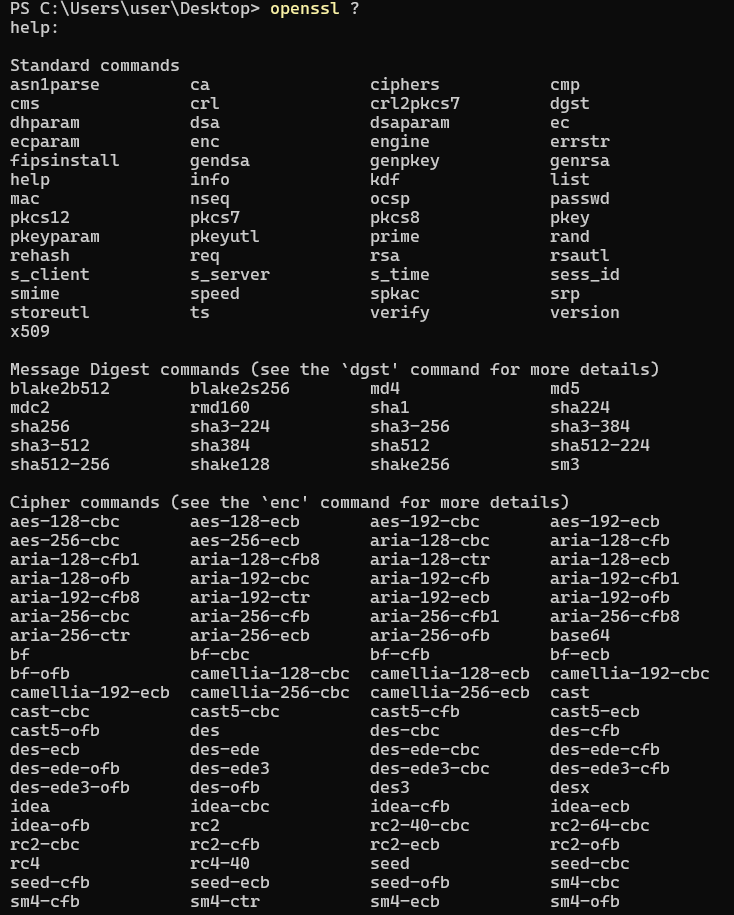 PS C:\Users\user\Desktop> openssl ?
help:

Standard commands
asn1parse         ca                ciphers           cmp
cms               crl               crl2pkcs7         dgst
dhparam           dsa               dsaparam          ec
ecparam           enc               engine            errstr
fipsinstall       gendsa            genpkey           genrsa
help              info              kdf               list
mac               nseq              ocsp              passwd
pkcs12            pkcs7             pkcs8             pkey
pkeyparam         pkeyutl           prime             rand
rehash            req               rsa               rsautl
s_client          s_server          s_time            sess_id
smime             speed             spkac             srp
storeutl          ts                verify            version
x509

Message Digest commands (see the `dgst' command for more details)
blake2b512        blake2s256        md4               md5
mdc2              rmd160            sha1              sha224
sha256            sha3-224          sha3-256          sha3-384
sha3-512          sha384            sha512            sha512-224
sha512-256        shake128          shake256          sm3

Cipher commands (see the `enc' command for more details)
aes-128-cbc       aes-128-ecb       aes-192-cbc       aes-192-ecb
aes-256-cbc       aes-256-ecb       aria-128-cbc      aria-128-cfb
aria-128-cfb1     aria-128-cfb8     aria-128-ctr      aria-128-ecb
aria-128-ofb      aria-192-cbc      aria-192-cfb      aria-192-cfb1
aria-192-cfb8     aria-192-ctr      aria-192-ecb      aria-192-ofb
aria-256-cbc      aria-256-cfb      aria-256-cfb1     aria-256-cfb8
aria-256-ctr      aria-256-ecb      aria-256-ofb      base64
bf                bf-cbc            bf-cfb            bf-ecb
bf-ofb            camellia-128-cbc  camellia-128-ecb  camellia-192-cbc
camellia-192-ecb  camellia-256-cbc  camellia-256-ecb  cast
cast-cbc          cast5-cbc         cast5-cfb         cast5-ecb
cast5-ofb         des               des-cbc           des-cfb
des-ecb           des-ede           des-ede-cbc       des-ede-cfb
des-ede-ofb       des-ede3          des-ede3-cbc      des-ede3-cfb
des-ede3-ofb      des-ofb           des3              desx
idea              idea-cbc          idea-cfb          idea-ecb
idea-ofb          rc2               rc2-40-cbc        rc2-64-cbc
rc2-cbc           rc2-cfb           rc2-ecb           rc2-ofb
rc4               rc4-40            seed              seed-cbc
seed-cfb          seed-ecb          seed-ofb          sm4-cbc
sm4-cfb           sm4-ctr           sm4-ecb           sm4-ofb